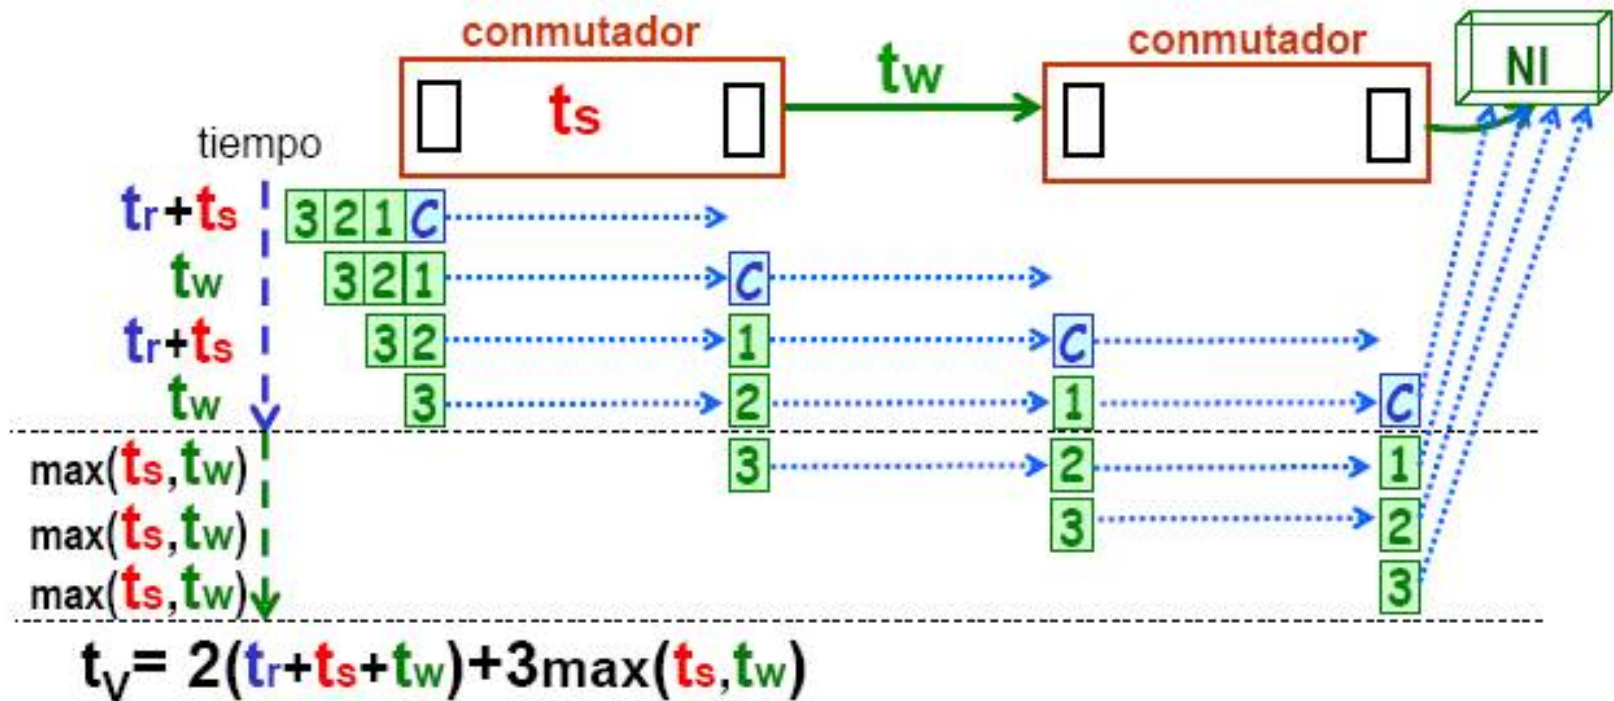 conmutador
conmutador
ts
tw
NI
tiempo
tr+ts 3 2 1 C
tw 3 2 1 C
tr+ts 3 2 1 C
tw 3 2 1 C
max(ts,tw) 3 2 1
max(ts,tw) 3 2
max(ts,tw) 3
tv= 2(tr+ts+tw)+3max(ts,tw)